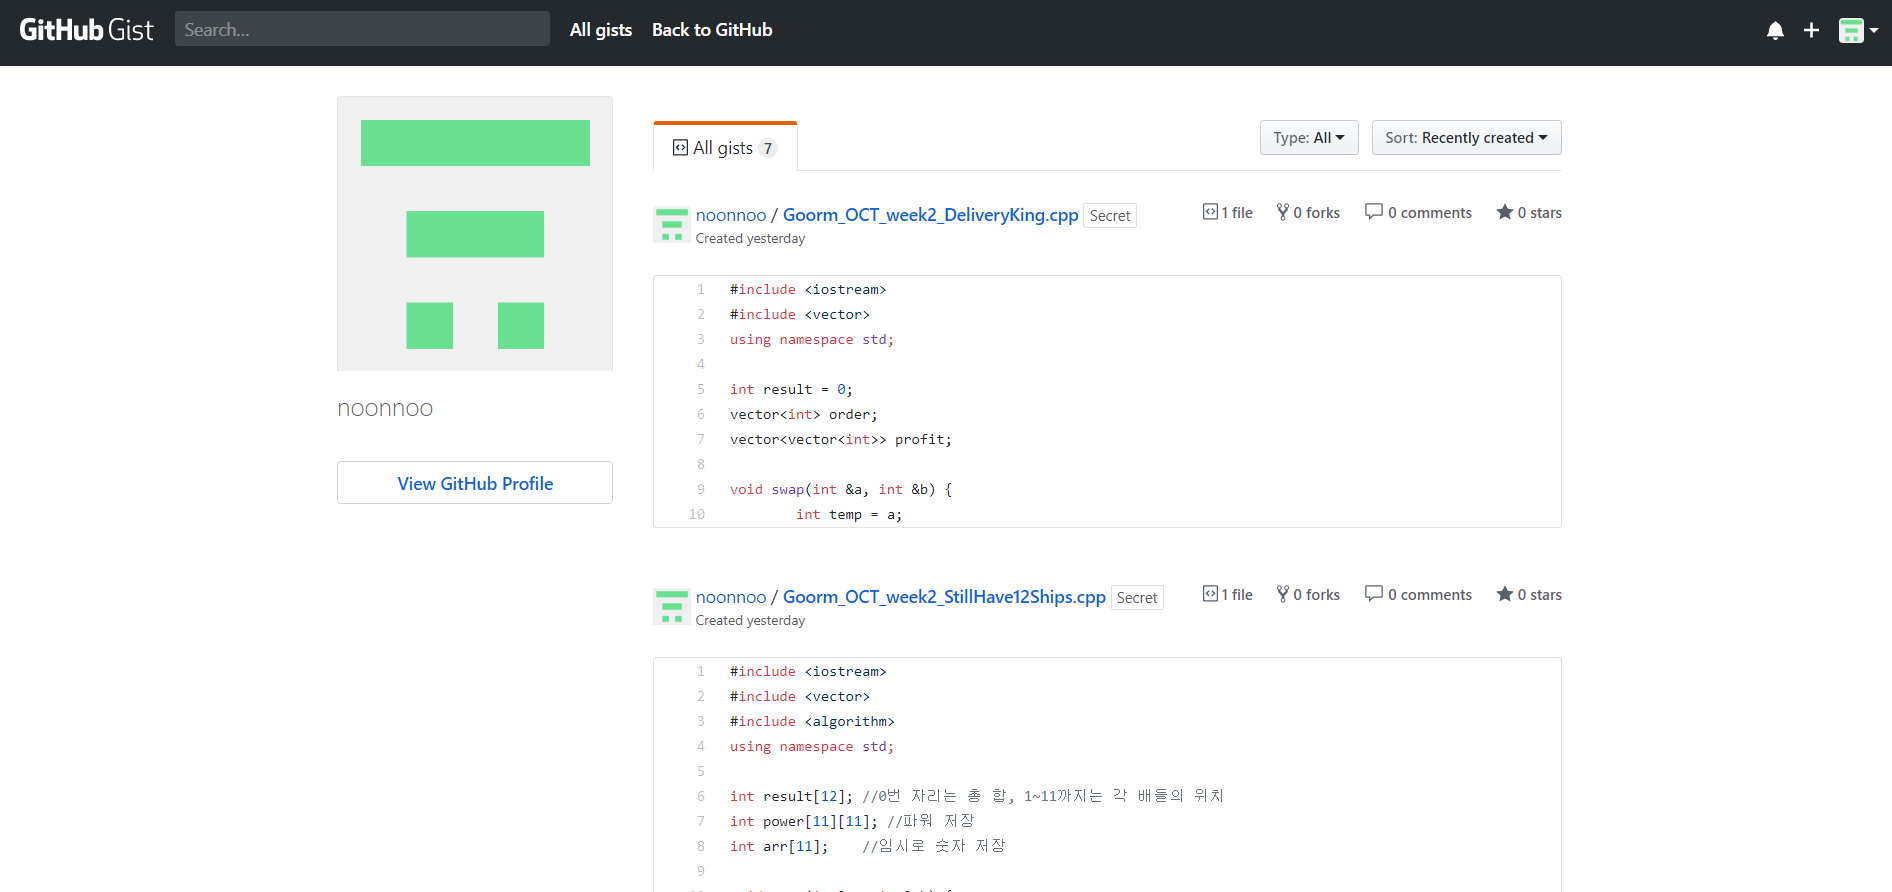 GitHub Gist Search... All gists Back to GitHub
All gists 7 Type: All Sort: Recently created
noonnoo
View GitHub Profile
noonnoo / Goorm_OCT_week2_DeliveryKing.cpp Secret 1 file 0 forks 0 comments 0 stars
Created yesterday
1 #include <iostream>
2 #include <vector>
3 using namespace std;
4
5 int result = 0;
6 vector<int> order;
7 vector<vector<int>> profit;
8
9 void swap(int &a, int &b) {
10 int temp = a;
noonnoo / Goorm_OCT_week2_StillHave12Ships.cpp Secret 1 file 0 forks 0 comments 0 stars
Created yesterday
1 #include <iostream>
2 #include <vector>
3 #include <algorithm>
4 using namespace std;
5
6 int result[12]; //0번 자리는 총 합, 1~11까지는 각 배들의 위치
7 int power[11][11]; //파워 저장
8 int arr[11]; //임시로 숫자 저장
9